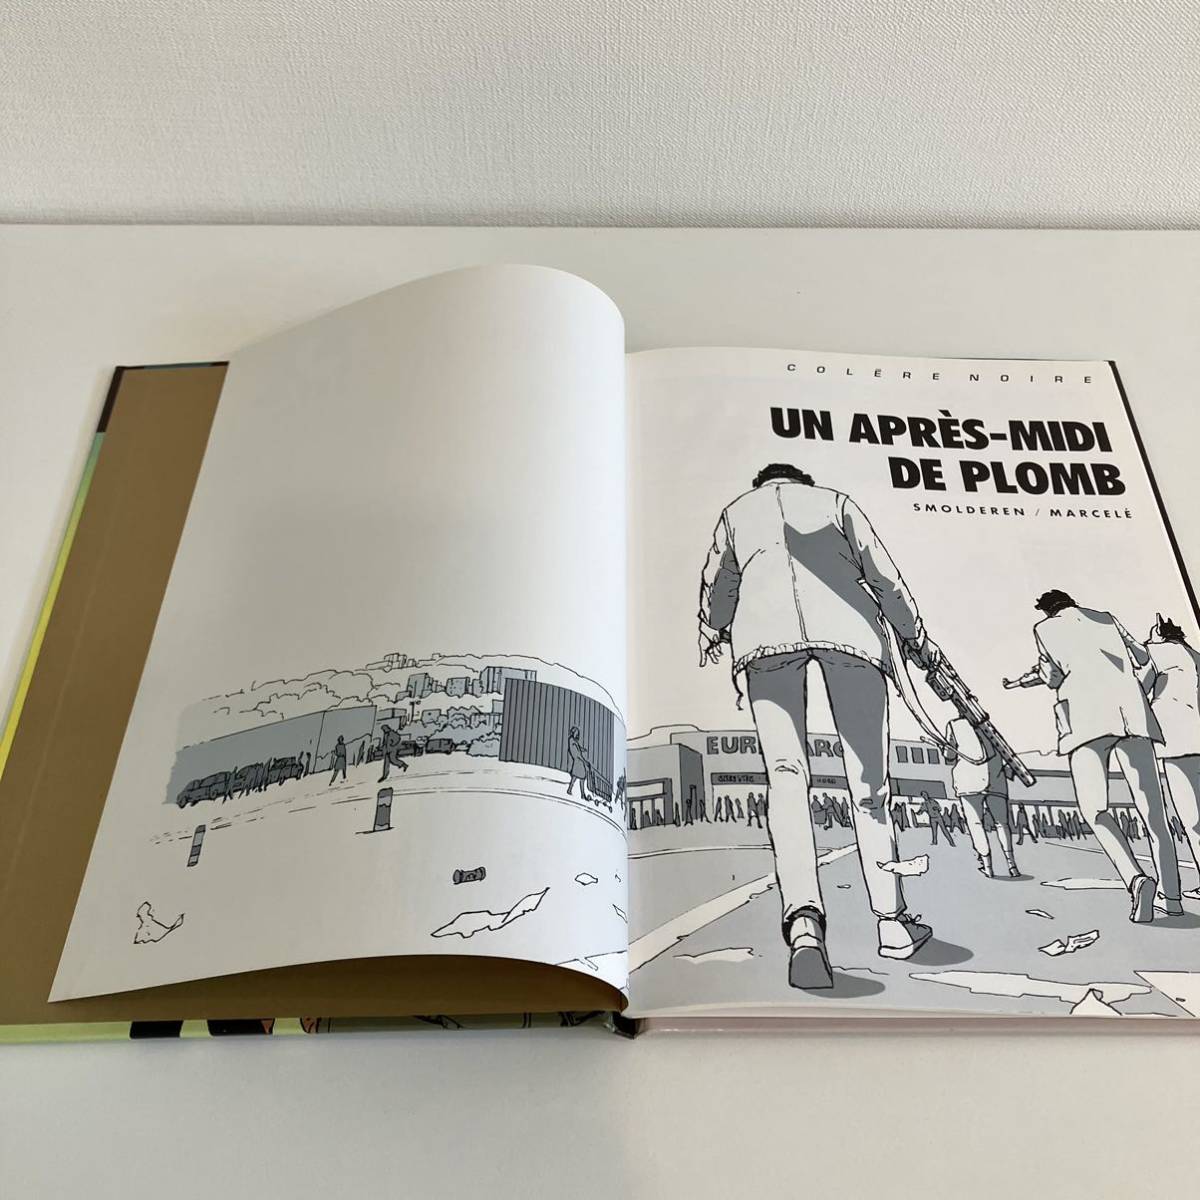 COLÈRE NOIRE
UN APRÈS-MIDI
DE PLOMB
SMOLDEREN / MARCELÉ